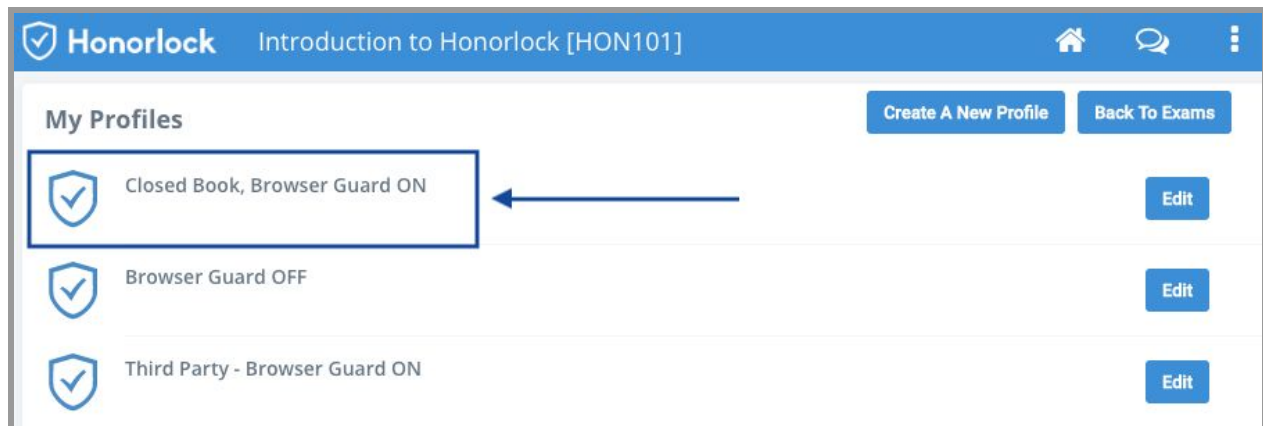 Honorlock Introduction to Honorlock [HON101]
My Profiles Create A New Profile Back To Exams
Closed Book, Browser Guard ON
Edit
Browser Guard OFF
Edit
Third Party - Browser Guard ON
Edit